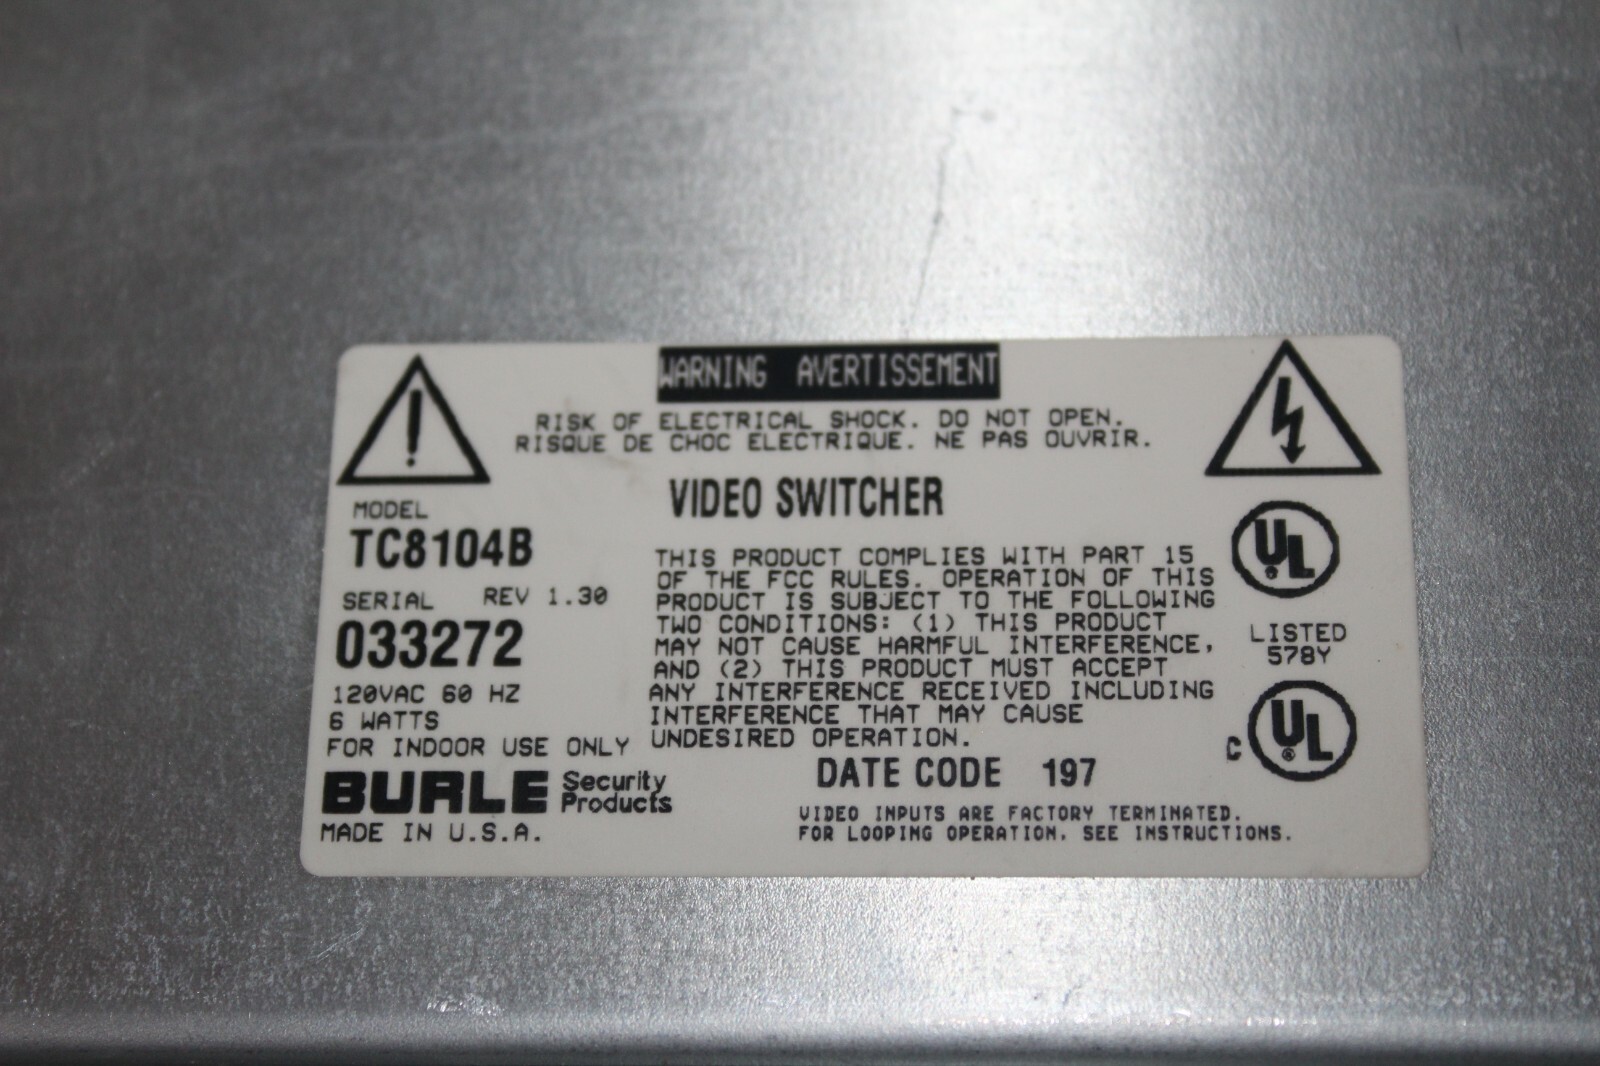 WARNING AVERTISSEMENT
RISK OF ELECTRICAL SHOCK. DO NOT OPEN.
RISQUE DE CHOC ELECTRIQUE. NE PAS OUVRIR.
VIDEO SWITCHER
MODEL
TC8104B
SERIAL REV 1.30
033272
120VAC 60 HZ
6 WATTS
FOR INDOOR USE ONLY
BURLE Security Products
MADE IN U.S.A.
THIS PRODUCT COMPLIES WITH PART 15
OF THE FCC RULES. OPERATION OF THIS
PRODUCT IS SUBJECT TO THE FOLLOWING
TWO CONDITIONS: (1) THIS PRODUCT
MAY NOT CAUSE HARMFUL INTERFERENCE,
AND (2) THIS PRODUCT MUST ACCEPT
ANY INTERFERENCE RECEIVED INCLUDING
INTERFERENCE THAT MAY CAUSE
UNDESIRED OPERATION.
DATE CODE 197
VIDEO INPUTS ARE FACTORY TERMINATED.
FOR LOOPING OPERATION, SEE INSTRUCTIONS.
UL ®
LISTED
578Y
C UL ®